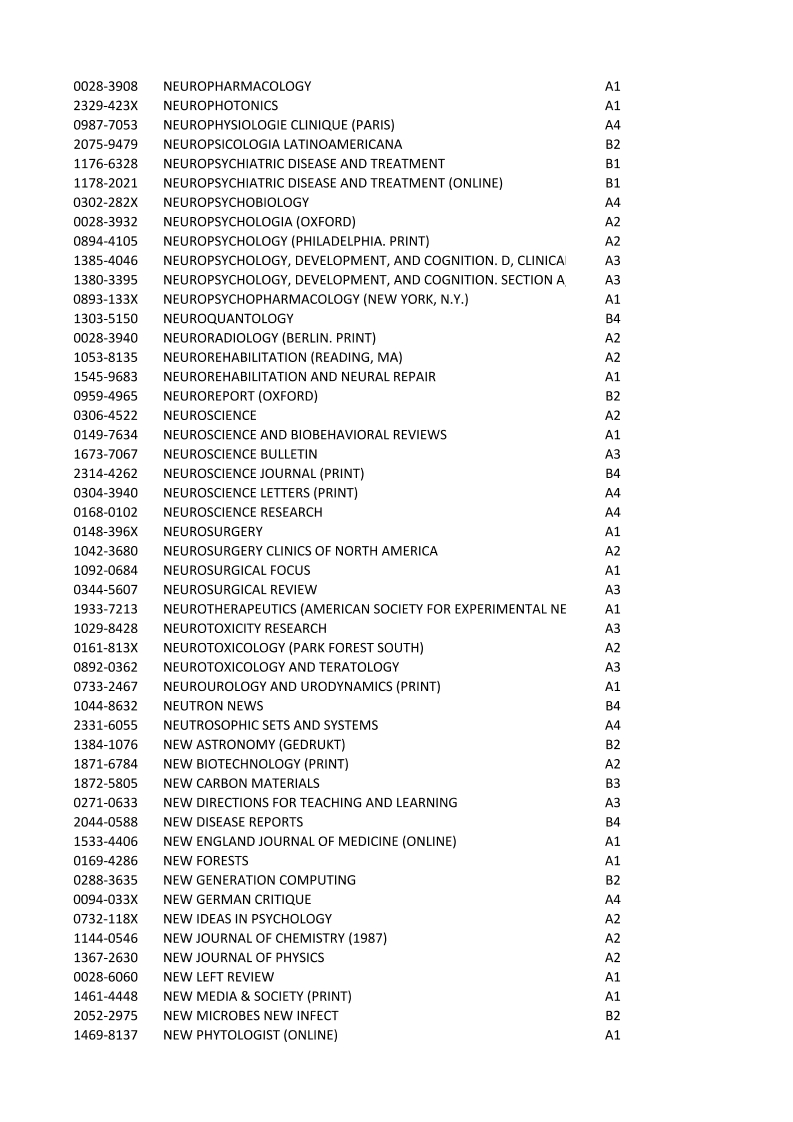 0028-3908 NEUROPHARMACOLOGY A1
2329-423X NEUROPHOTONICS A1
0987-7053 NEUROPHYSIOLOGIE CLINIQUE (PARIS) A4
2075-9479 NEUROPSICOLOGIA LATINOAMERICANA B2
1176-6328 NEUROPSYCHIATRIC DISEASE AND TREATMENT B1
1178-2021 NEUROPSYCHIATRIC DISEASE AND TREATMENT (ONLINE) B1
0302-282X NEUROPSYCHOBIOLOGY A4
0028-3932 NEUROPSYCHOLOGIA (OXFORD) A2
0894-4105 NEUROPSYCHOLOGY (PHILADELPHIA. PRINT) A2
1385-4046 NEUROPSYCHOLOGY, DEVELOPMENT, AND COGNITION. D, CLINICA A3
1380-3395 NEUROPSYCHOLOGY, DEVELOPMENT, AND COGNITION. SECTION A, A3
0893-133X NEUROPSYCHOPHARMACOLOGY (NEW YORK, N.Y.) A1
1303-5150 NEUROQUANTOLOGY B4
0028-3940 NEURORADIOLOGY (BERLIN. PRINT) A2
1053-8135 NEUROREHABILITATION (READING, MA) A2
1545-9683 NEUROREHABILITATION AND NEURAL REPAIR A1
0959-4965 NEUROREPORT (OXFORD) B2
0306-4522 NEUROSCIENCE A2
0149-7634 NEUROSCIENCE AND BIOBEHAVIORAL REVIEWS A1
1673-7067 NEUROSCIENCE BULLETIN A3
2314-4262 NEUROSCIENCE JOURNAL (PRINT) B4
0304-3940 NEUROSCIENCE LETTERS (PRINT) A4
0168-0102 NEUROSCIENCE RESEARCH A4
0148-396X NEUROSURGERY A1
1042-3680 NEUROSURGERY CLINICS OF NORTH AMERICA A2
1092-0684 NEUROSURGICAL FOCUS A1
0344-5607 NEUROSURGICAL REVIEW A3
1933-7213 NEUROTHERAPEUTICS (AMERICAN SOCIETY FOR EXPERIMENTAL NE A1
1029-8428 NEUROTOXICITY RESEARCH A3
0161-813X NEUROTOXICOLOGY (PARK FOREST SOUTH) A2
0892-0362 NEUROTOXICOLOGY AND TERATOLOGY A3
0733-2467 NEUROUROLOGY AND URODYNAMICS (PRINT) A1
1044-8632 NEUTRON NEWS B4
2331-6055 NEUTROSOPHIC SETS AND SYSTEMS A4
1384-1076 NEW ASTRONOMY (GEDRUKT) B2
1871-6784 NEW BIOTECHNOLOGY (PRINT) A2
1872-5805 NEW CARBON MATERIALS B3
0271-0633 NEW DIRECTIONS FOR TEACHING AND LEARNING A3
2044-0588 NEW DISEASE REPORTS B4
1533-4406 NEW ENGLAND JOURNAL OF MEDICINE (ONLINE) A1
0169-4286 NEW FORESTS A1
0288-3635 NEW GENERATION COMPUTING B2
0094-033X NEW GERMAN CRITIQUE A4
0732-118X NEW IDEAS IN PSYCHOLOGY A2
1144-0546 NEW JOURNAL OF CHEMISTRY (1987) A2
1367-2630 NEW JOURNAL OF PHYSICS A2
0028-6060 NEW LEFT REVIEW A1
1461-4448 NEW MEDIA & SOCIETY (PRINT) A1
2052-2975 NEW MICROBES NEW INFECT B2
1469-8137 NEW PHYTOLOGIST (ONLINE) A1